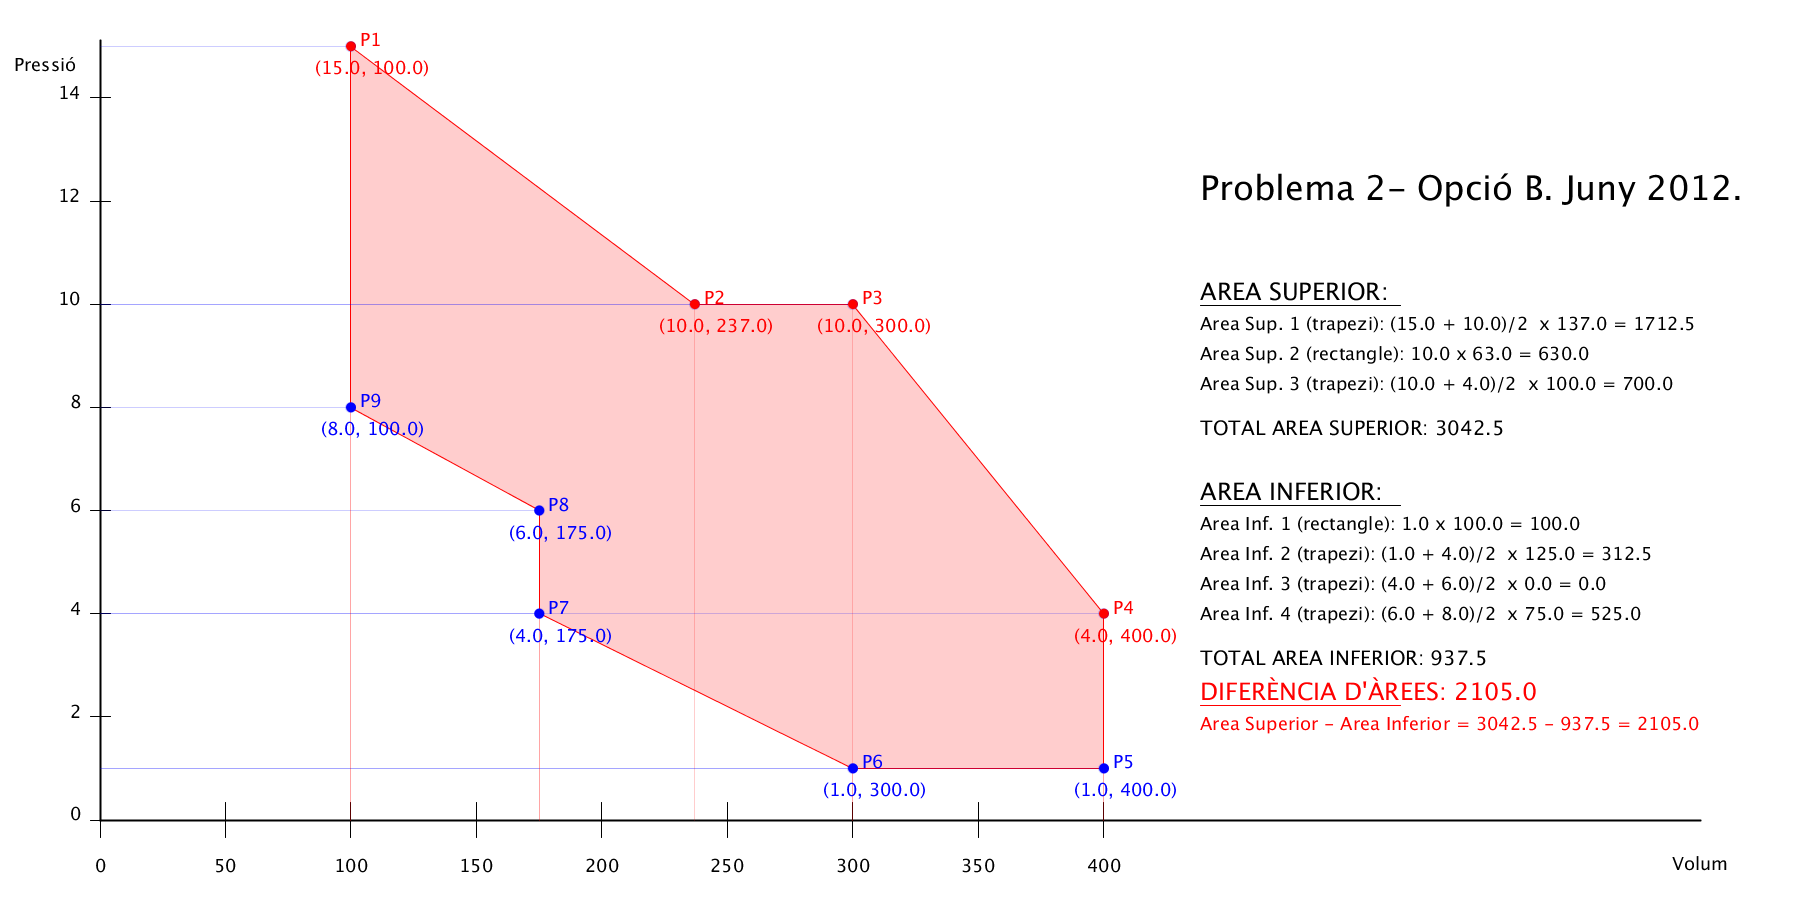 Pressió
14
12
10
8
6
4
2
0
0
50
100
150
200
250
300
350
400
Volum
P1
(15.0, 100.0)
P2
(10.0, 237.0)
P3
(10.0, 300.0)
P9
(8.0, 100.0)
P8
(6.0, 175.0)
P7
(4.0, 175.0)
P4
(4.0, 400.0)
P6
(1.0, 300.0)
P5
(1.0, 400.0)
Problema 2- Opció B. Juny 2012.
AREA SUPERIOR:
Area Sup. 1 (trapezi): (15.0 + 10.0)/2 x 137.0 = 1712.5
Area Sup. 2 (rectangle): 10.0 x 63.0 = 630.0
Area Sup. 3 (trapezi): (10.0 + 4.0)/2 x 100.0 = 700.0
TOTAL AREA SUPERIOR: 3042.5
AREA INFERIOR:
Area Inf. 1 (rectangle): 1.0 x 100.0 = 100.0
Area Inf. 2 (trapezi): (1.0 + 4.0)/2 x 125.0 = 312.5
Area Inf. 3 (trapezi): (4.0 + 6.0)/2 x 0.0 = 0.0
Area Inf. 4 (trapezi): (6.0 + 8.0)/2 x 75.0 = 525.0
TOTAL AREA INFERIOR: 937.5
DIFERÈNCIA D'ÀREES: 2105.0
Area Superior - Area Inferior = 3042.5 - 937.5 = 2105.0